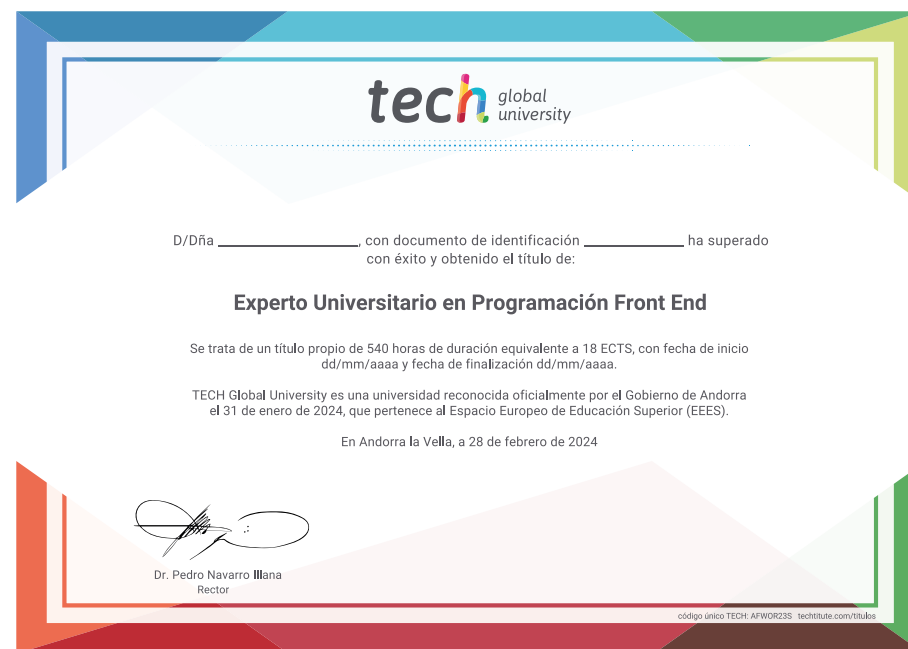 tech global university
D/Dña ____________________, con documento de identificación ______________ ha superado
con éxito y obtenido el título de:
Experto Universitario en Programación Front End
Se trata de un título propio de 540 horas de duración equivalente a 18 ECTS, con fecha de inicio
dd/mm/aaaa y fecha de finalización dd/mm/aaaa.
TECH Global University es una universidad reconocida oficialmente por el Gobierno de Andorra
el 31 de enero de 2024, que pertenece al Espacio Europeo de Educación Superior (EEES).
En Andorra la Vella, a 28 de febrero de 2024
Dr. Pedro Navarro Illana
Rector
código único TECH: AFWOR23S techtitute.com/titulos